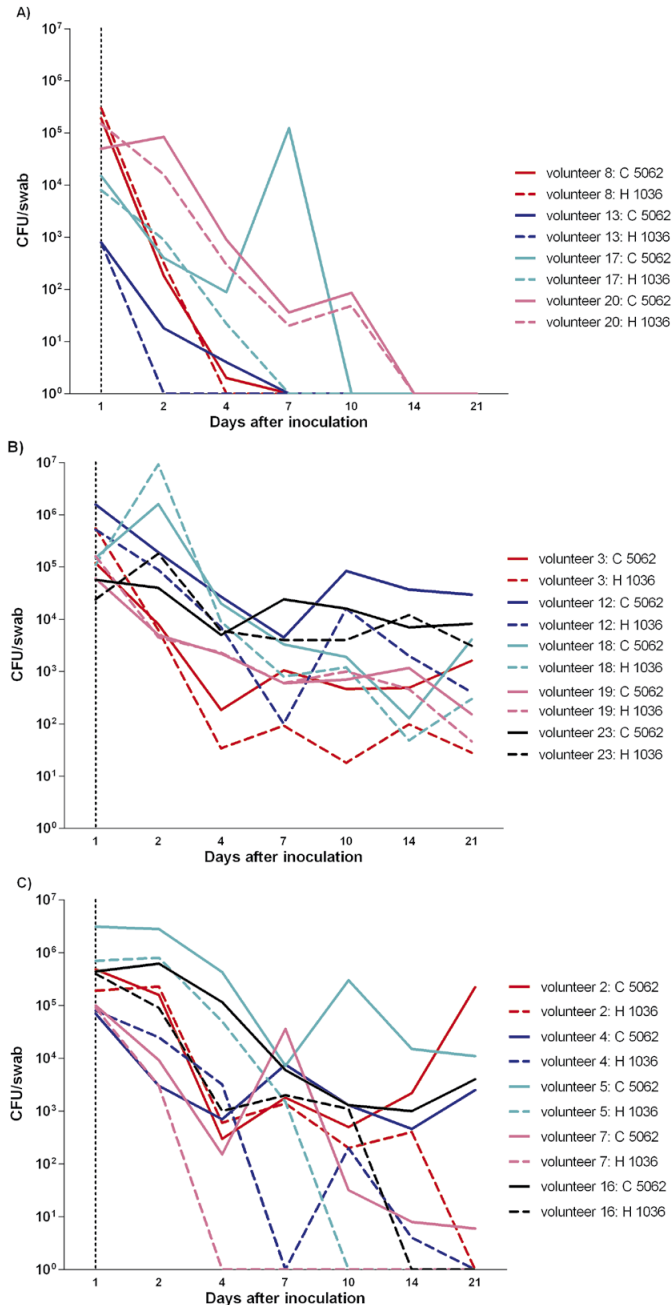 A)
10⁷
10⁶
10⁵
10⁴
10³
10²
10¹
10⁰
CFU/swab
1 2 4 7 10 14 21
Days after inoculation
volunteer 8: C 5062
volunteer 8: H 1036
volunteer 13: C 5062
volunteer 13: H 1036
volunteer 17: C 5062
volunteer 17: H 1036
volunteer 20: C 5062
volunteer 20: H 1036
B)
10⁷
10⁶
10⁵
10⁴
10³
10²
10¹
10⁰
CFU/swab
1 2 4 7 10 14 21
Days after inoculation
volunteer 3: C 5062
volunteer 3: H 1036
volunteer 12: C 5062
volunteer 12: H 1036
volunteer 18: C 5062
volunteer 18: H 1036
volunteer 19: C 5062
volunteer 19: H 1036
volunteer 23: C 5062
volunteer 23: H 1036
C)
10⁷
10⁶
10⁵
10⁴
10³
10²
10¹
10⁰
CFU/swab
1 2 4 7 10 14 21
Days after inoculation
volunteer 2: C 5062
volunteer 2: H 1036
volunteer 4: C 5062
volunteer 4: H 1036
volunteer 5: C 5062
volunteer 5: H 1036
volunteer 7: C 5062
volunteer 7: H 1036
volunteer 16: C 5062
volunteer 16: H 1036